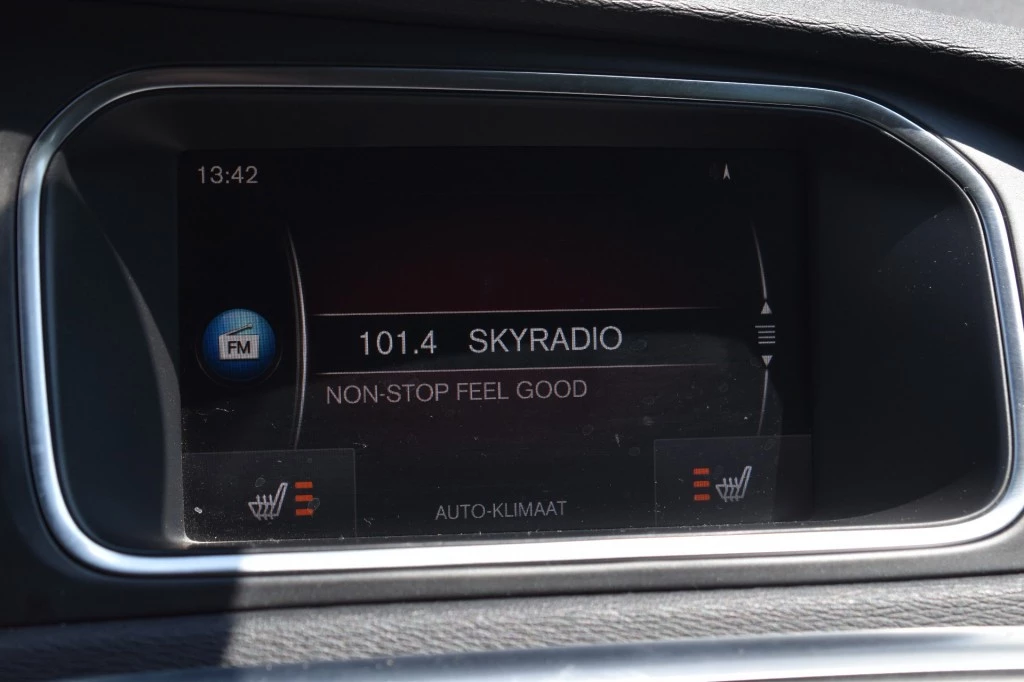 13:42
FM
101.4 SKYRADIO
NON-STOP FEEL GOOD
AUTO-KLIMAAT